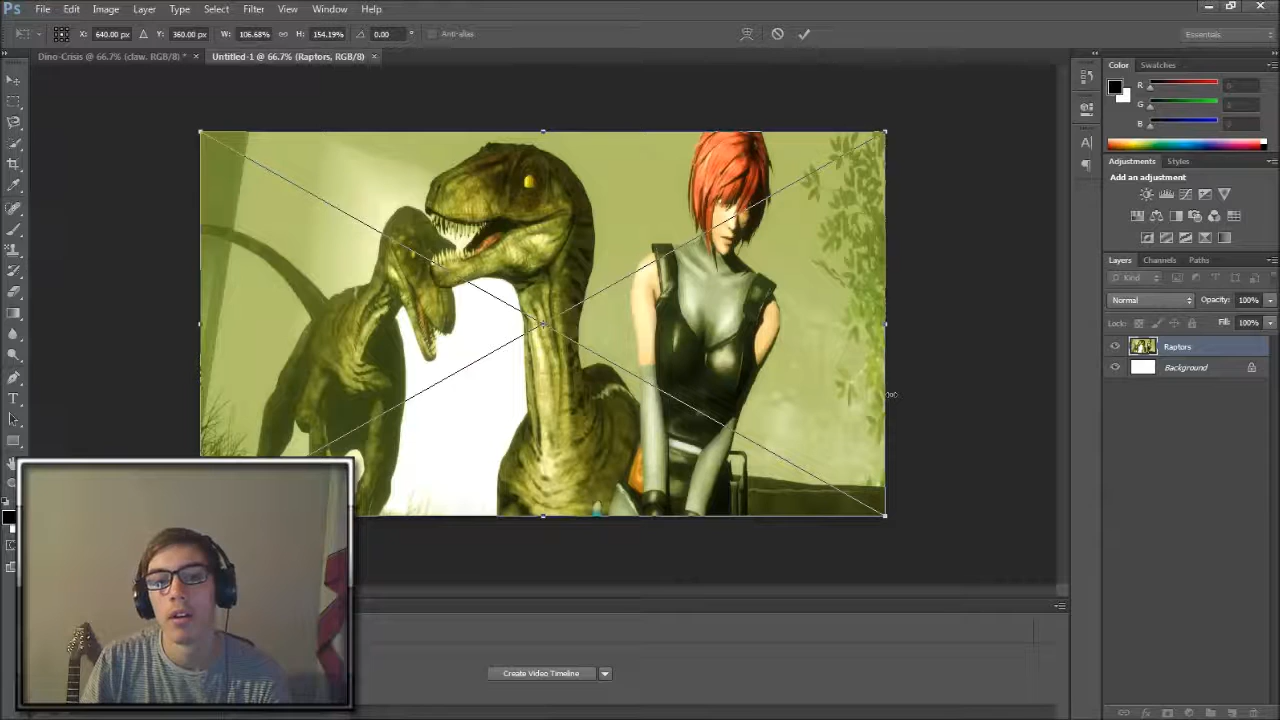 Ps File Edit Image Layer Type Select Filter View Window Help
X: 640.00 px Y: 360.00 px W: 106.68% H: 154.19% 0.00 ° Anti-alias Essentials
Dino-Crisis @ 66.7% (claw, RGB/8) * × Untitled-1 @ 66.7% (Raptors, RGB/8) ×
Color Swatches
R 0
G 0
B 0
Adjustments Styles
Add an adjustment
Layers Channels Paths
Kind
Normal Opacity: 100%
Lock: Fill: 100%
Raptors
Background
Create Video Timeline